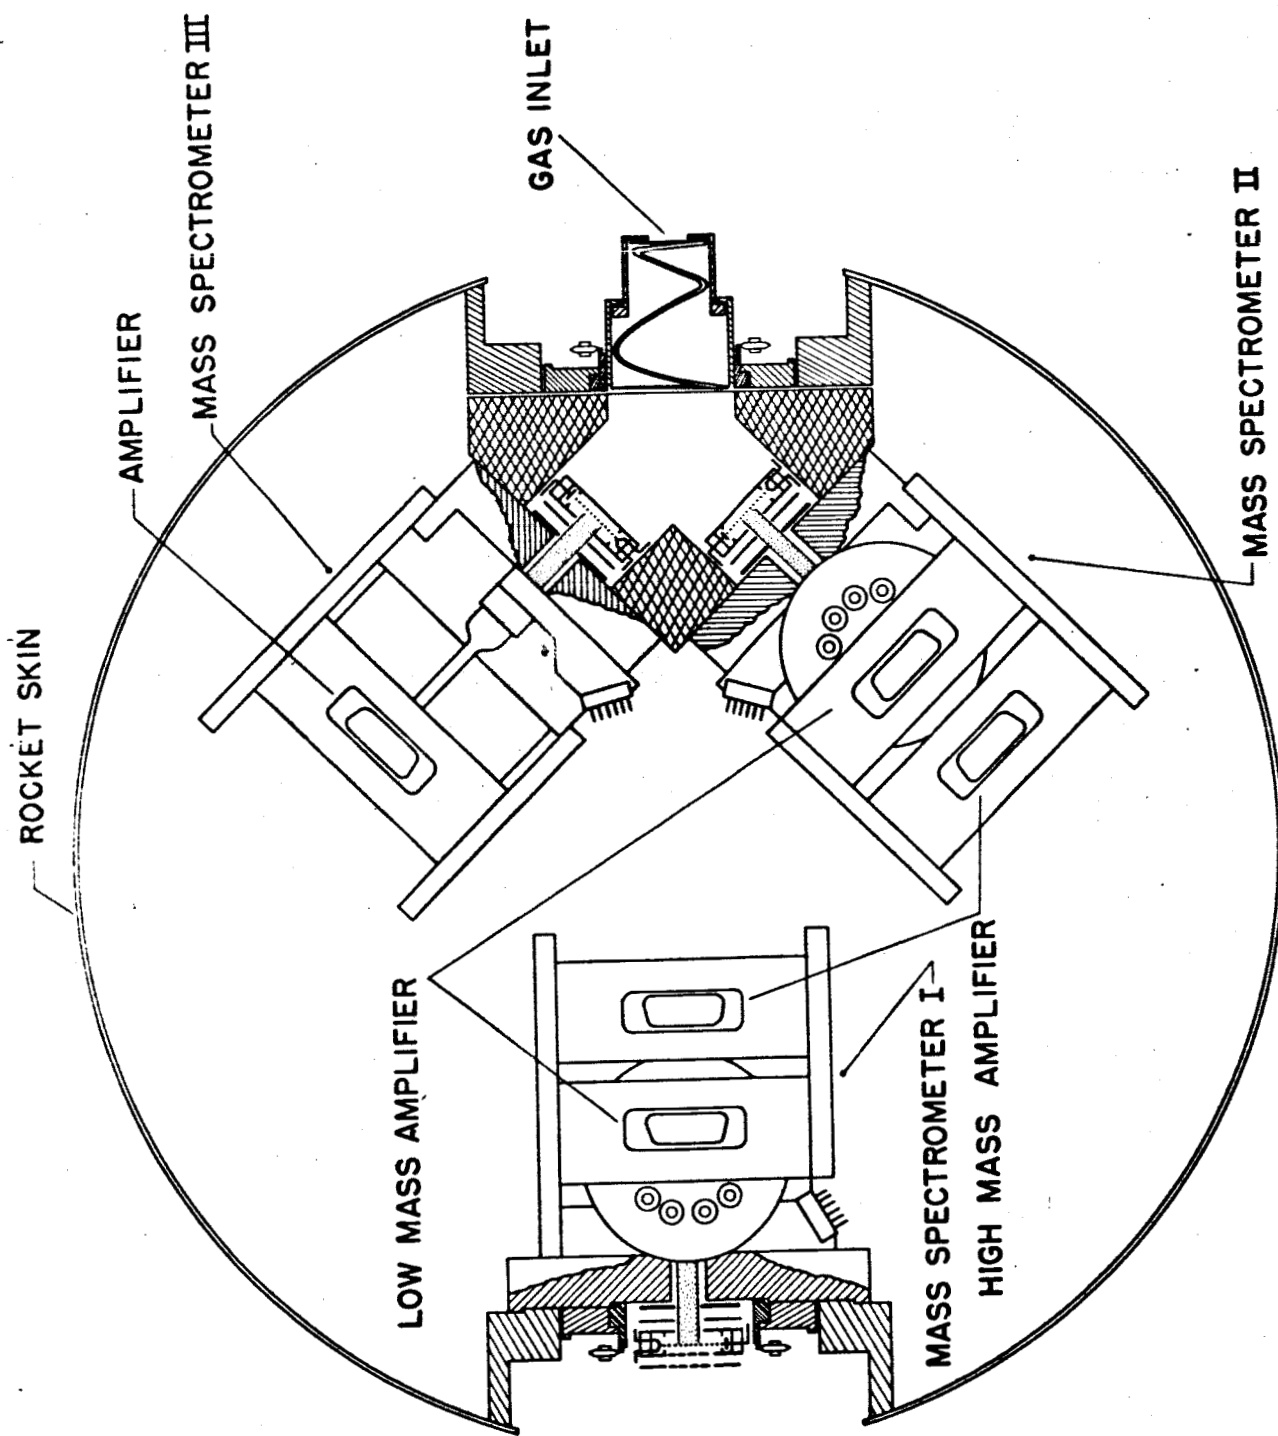 ROCKET SKIN
AMPLIFIER
MASS SPECTROMETER III
GAS INLET
LOW MASS AMPLIFIER
MASS SPECTROMETER I
HIGH MASS AMPLIFIER
MASS SPECTROMETER II